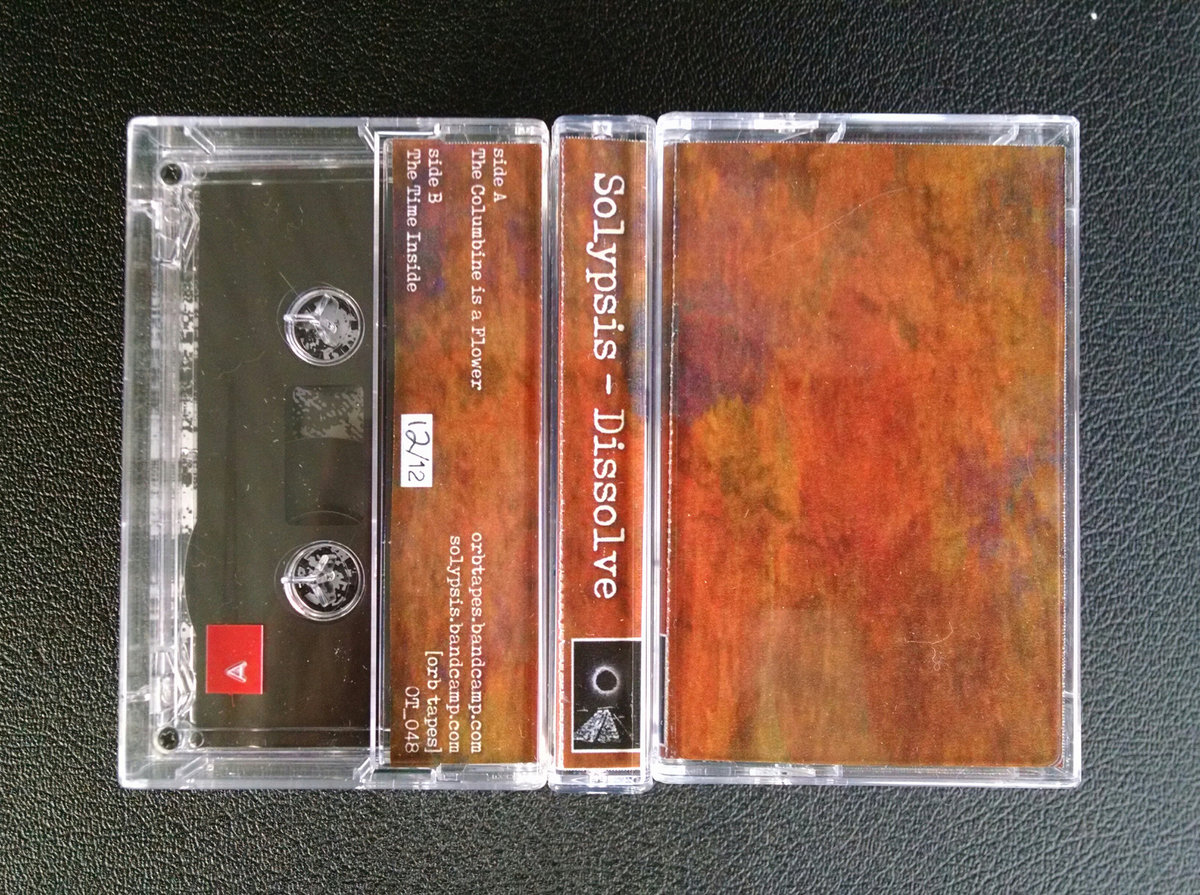 side A
The Columbine is a Flower
side B
The Time Inside
12/12
orbtapes.bandcamp.com
solypsis.bandcamp.com
[orb tapes]
OT_048
Solypsis - Dissolve
A